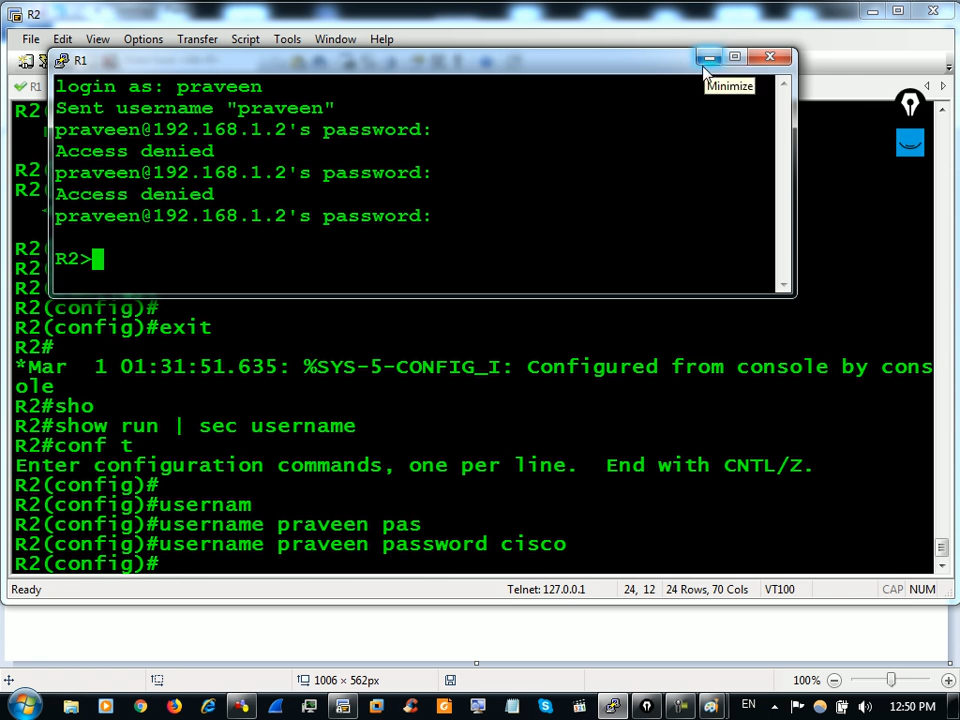 R2
File Edit View Options Transfer Script Tools Window Help
R1
R1
Minimize
login as: praveen
Sent username "praveen"
praveen@192.168.1.2's password:
Access denied
praveen@192.168.1.2's password:
Access denied
praveen@192.168.1.2's password:
R2>
R2(
R2
R2(
R2(
R2(
R2(config)#
R2(config)#exit
R2#
*Mar 1 01:31:51.635: %SYS-5-CONFIG_I: Configured from console by cons
ole
R2#sho
R2#show run | sec username
R2#conf t
Enter configuration commands, one per line. End with CNTL/Z.
R2(config)#
R2(config)#usernam
R2(config)#username praveen pas
R2(config)#username praveen password cisco
R2(config)#
Ready Telnet: 127.0.0.1 24, 12 24 Rows, 70 Cols VT100 CAP NUM
1006 × 562px 100%
EN 12:50 PM